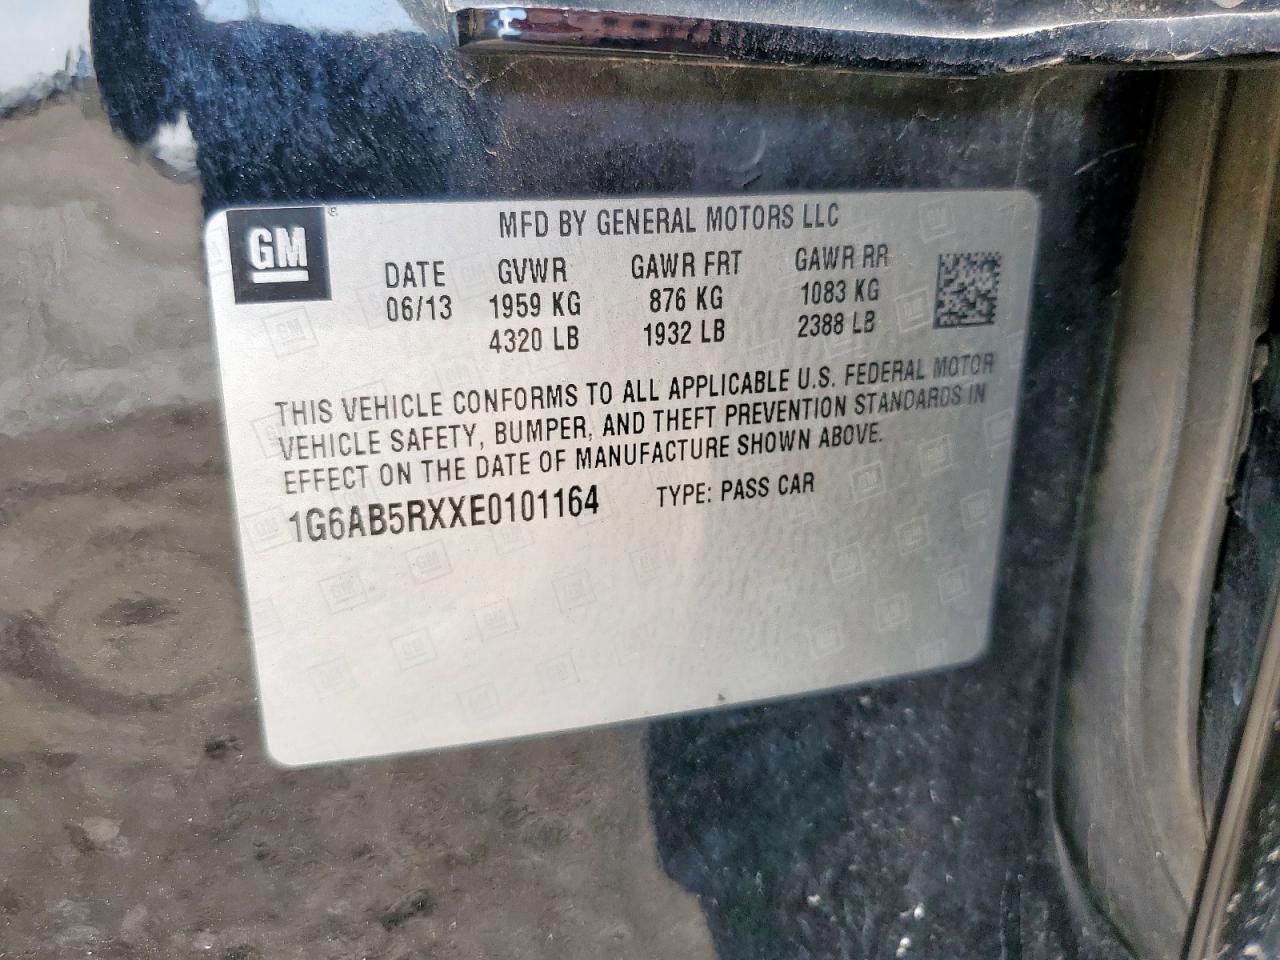 GM
MFD BY GENERAL MOTORS LLC
DATE GVWR GAWR FRT GAWR RR
06/13 1959 KG 876 KG 1083 KG
4320 LB 1932 LB 2388 LB
THIS VEHICLE CONFORMS TO ALL APPLICABLE U.S. FEDERAL MOTOR
VEHICLE SAFETY, BUMPER, AND THEFT PREVENTION STANDARDS IN
EFFECT ON THE DATE OF MANUFACTURE SHOWN ABOVE.
1G6AB5RXXE0101164 TYPE: PASS CAR